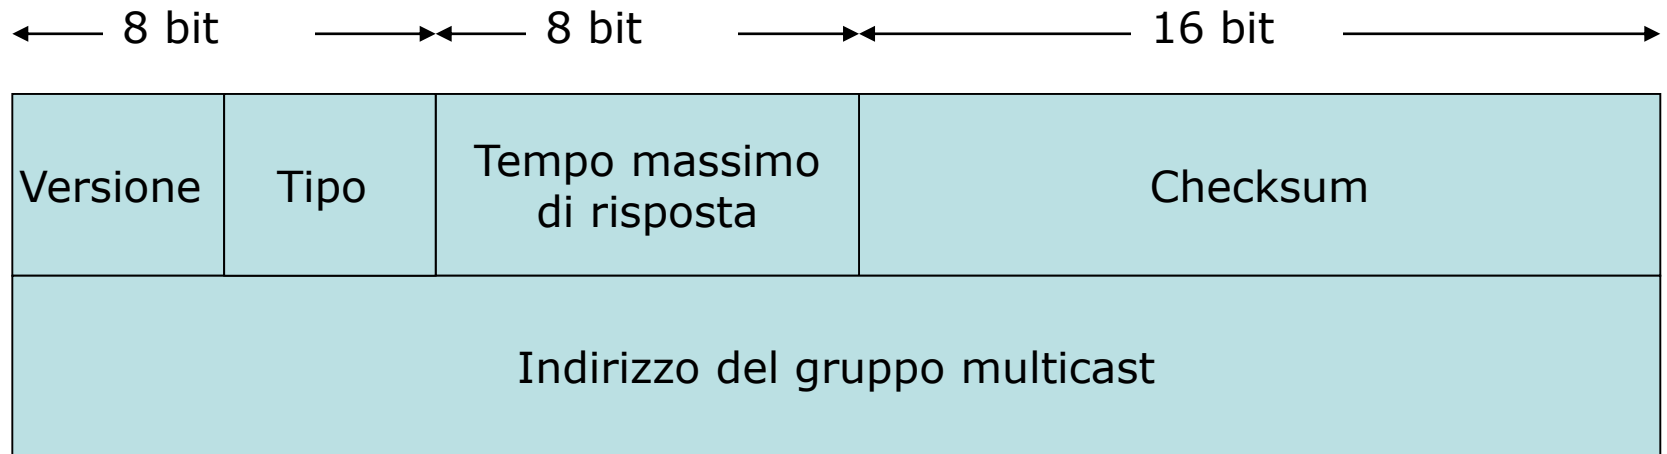 8 bit 8 bit 16 bit
Versione Tipo Tempo massimo di risposta Checksum
Indirizzo del gruppo multicast